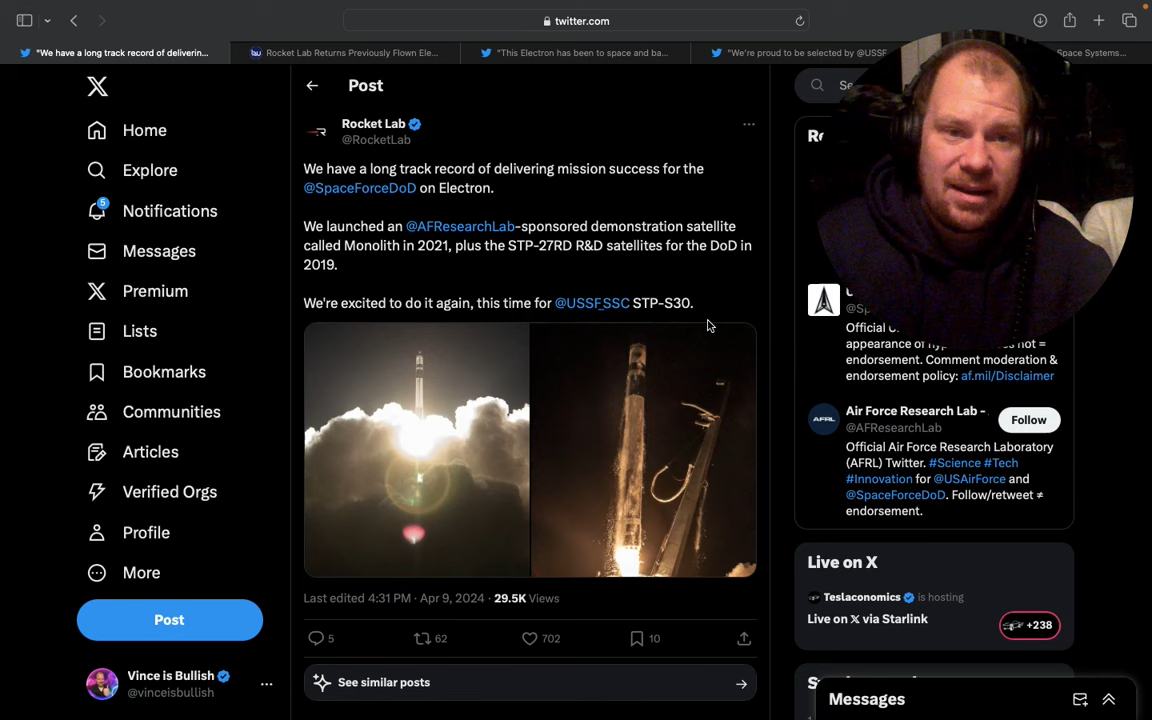 twitter.com
"We have a long track record of deliverin...
Rocket Lab Returns Previously Flown Ele...
"This Electron has been to space and ba...
"We're proud to be selected by @USSF
Space Systems...
Home
Explore
5
Notifications
Messages
Premium
Lists
Bookmarks
Communities
Articles
Verified Orgs
Profile
More
Post
Vince is Bullish
@vinceisbullish
Post
Rocket Lab
@RocketLab
We have a long track record of delivering mission success for the
@SpaceForceDoD on Electron.
We launched an @AFResearchLab-sponsored demonstration satellite
called Monolith in 2021, plus the STP-27RD R&D satellites for the DoD in
2019.
We're excited to do it again, this time for @USSF_SSC STP-S30.
Last edited 4:31 PM · Apr 9, 2024 · 29.5K Views
5
62
702
10
See similar posts
Official
appearance of
=
endorsement. Comment moderation &
endorsement policy: af.mil/Disclaimer
AFRL
Air Force Research Lab -
@AFResearchLab
Follow
Official Air Force Research Laboratory
(AFRL) Twitter. #Science #Tech
#Innovation for @USAirForce and
@SpaceForceDoD. Follow/retweet ≠
endorsement.
Live on X
Teslaconomics is hosting
Live on X via Starlink
+238
Messages